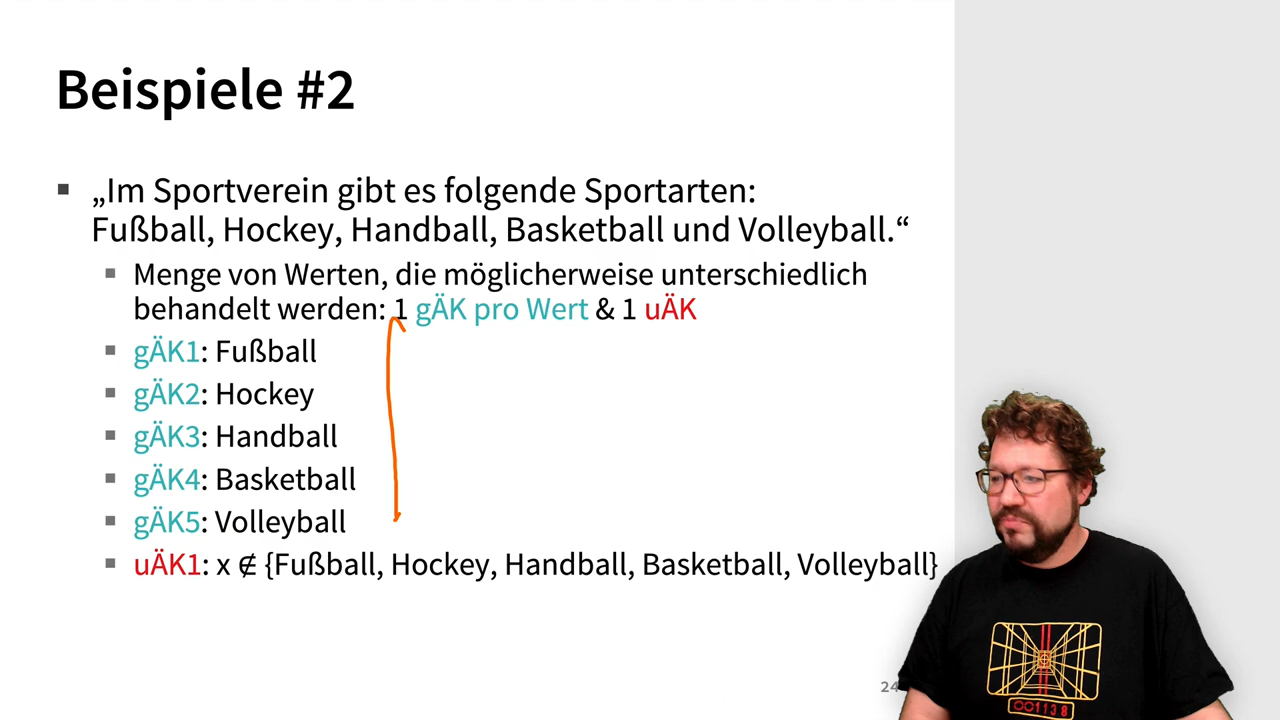 Beispiele #2
„Im Sportverein gibt es folgende Sportarten:
Fußball, Hockey, Handball, Basketball und Volleyball.“
Menge von Werten, die möglicherweise unterschiedlich
behandelt werden: 1 gÄK pro Wert & 1 uÄK
gÄK1: Fußball
gÄK2: Hockey
gÄK3: Handball
gÄK4: Basketball
gÄK5: Volleyball
uÄK1: x ∉ {Fußball, Hockey, Handball, Basketball, Volleyball}
24
001138